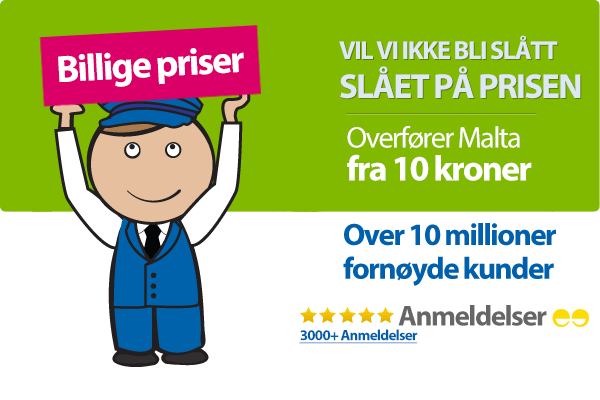 Billige priser
VIL VI IKKE BLI SLÅTT
SLÅET PÅ PRISEN
Overfører Malta
fra 10 kroner
Over 10 millioner
fornøyde kunder
Anmeldelser
3000+ Anmeldelser